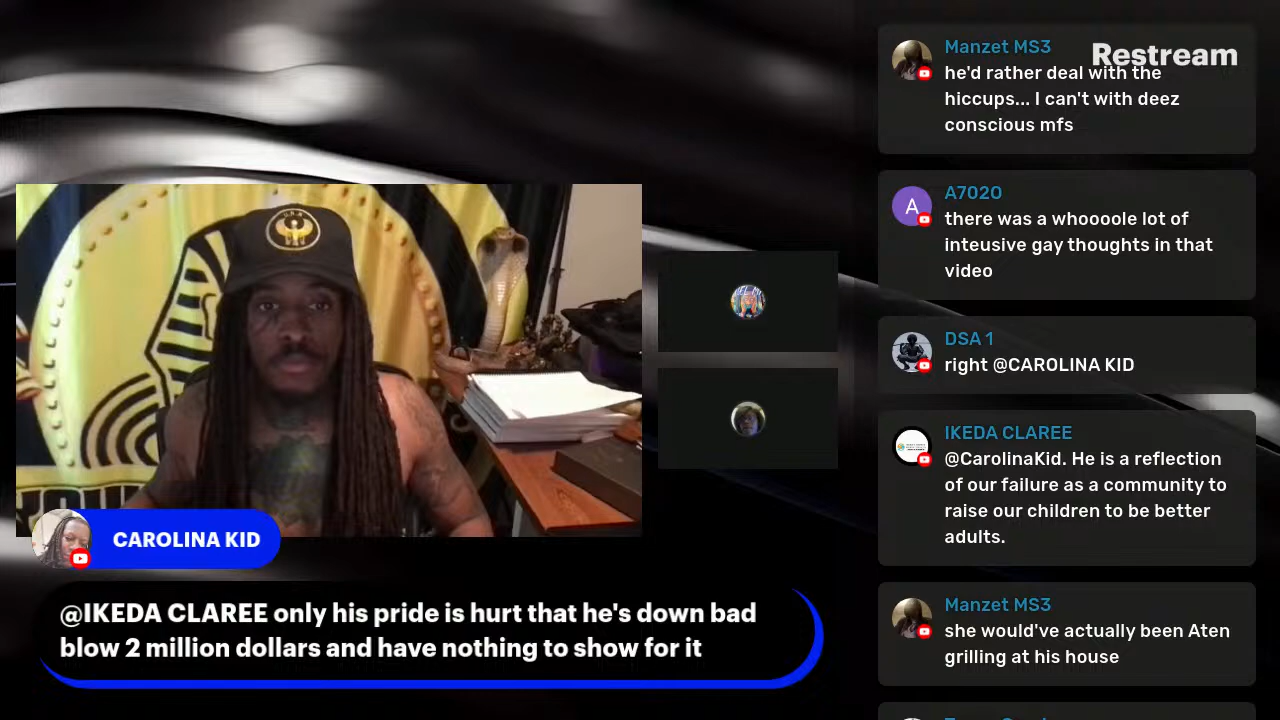 Restream
Manzet MS3
he'd rather deal with the
hiccups... I can't with deez
conscious mfs
A7020
there was a whoooole lot of
inteusive gay thoughts in that
video
A
DSA 1
right @CAROLINA KID
IKEDA CLAREE
@CarolinaKid. He is a reflection
of our failure as a community to
raise our children to be better
adults.
Manzet MS3
she would've actually been Aten
grilling at his house
CAROLINA KID
@IKEDA CLAREE only his pride is hurt that he's down bad
blow 2 million dollars and have nothing to show for it